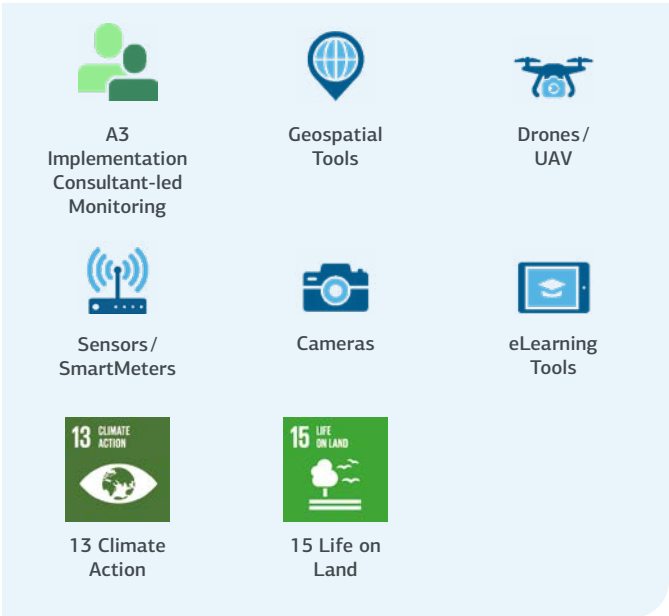 A3
Implementation
Consultant-led
Monitoring
Geospatial
Tools
Drones/
UAV
Sensors/
SmartMeters
Cameras
eLearning
Tools
13 CLIMATE
ACTION
15 LIFE
ON LAND
13 Climate
Action
15 Life on
Land